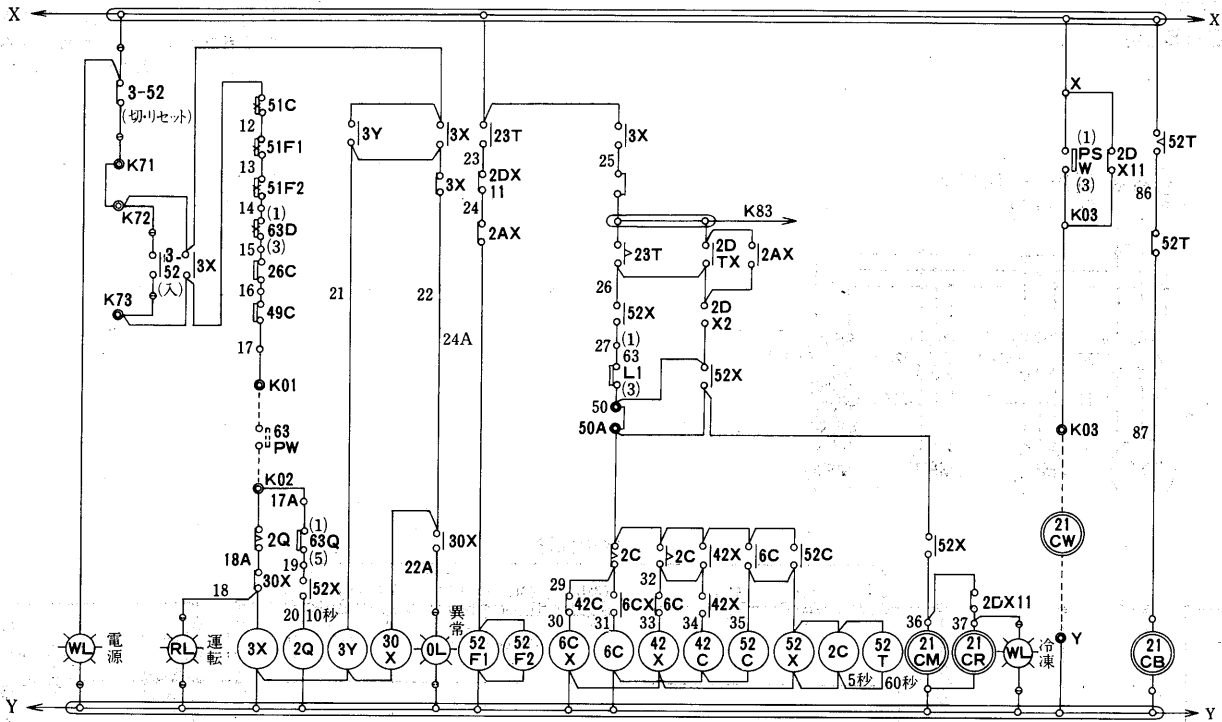 X
X
3-52
(切・リセット)
K71
K72
K73
3-
52
(入)
3X
51C
12
51F1
13
51F2
14
(1)
63D
15
(3)
26C
16
49C
17
K01
63
PW
K02
17A
2Q
18A
18
30X
(1)
63Q
(5)
19
52X
20
10秒
3Y
21
3X
3X
22
24A
30X
22A
23T
23
2DX
11
24
2AX
3X
25
K83
23T
26
2D
TX
2AX
52X
27
(1)
63
L1
(3)
2D
X2
52X
50
50A
2C
29
42C
30
6CX
31
2C
32
6C
33
42X
42X
34
6C
35
52C
52X
36
2DX11
37
X
(1)
PS
W
(3)
2D
X11
K03
K03
21
CW
Y
52T
86
52T
87
WL
電源
RL
運転
3X
2Q
3Y
30
X
OL
異常
52
F1
52
F2
6C
X
6C
42
X
42
C
52
C
52
X
2C
5秒
52
T
60秒
21
CM
21
CR
WL
冷凍
21
CB
Y
Y